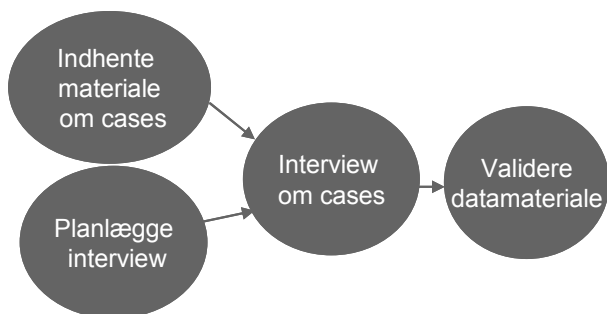 Indhente
materiale
om cases
Planlægge
interview
Interview
om cases
Validere
datamateriale